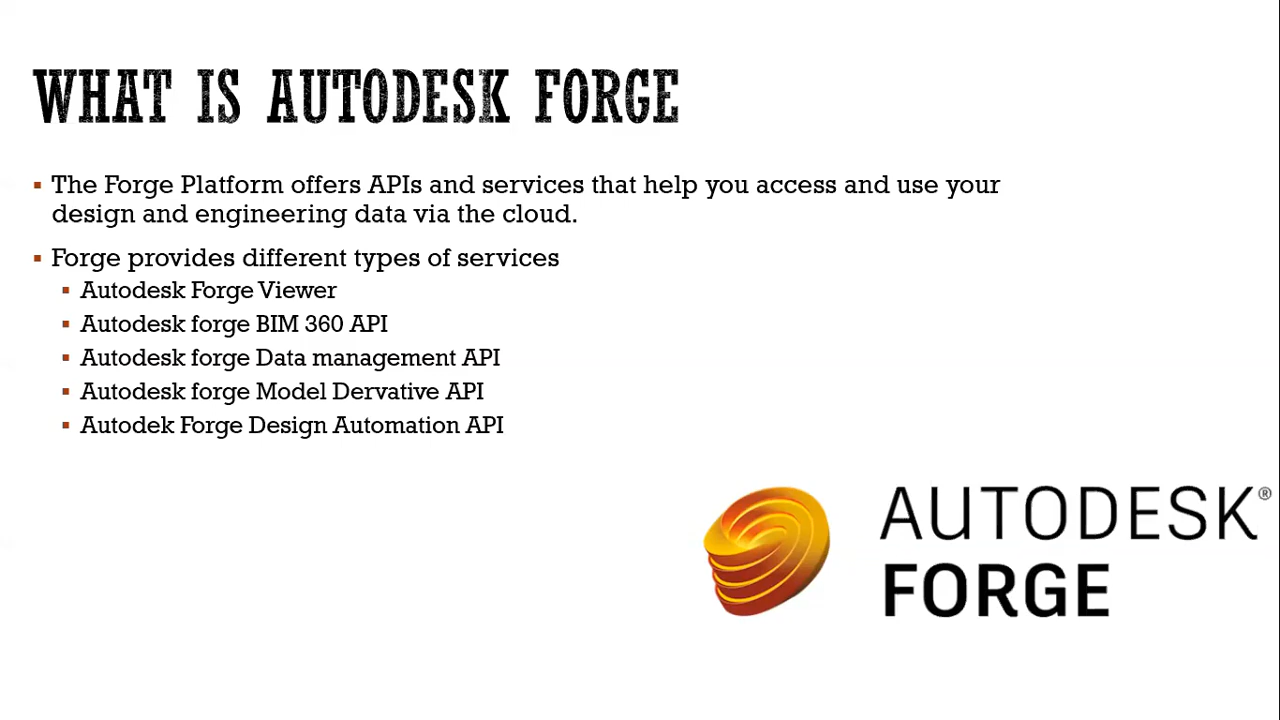 WHAT IS AUTODESK FORGE
▪ The Forge Platform offers APIs and services that help you access and use your
design and engineering data via the cloud.
▪ Forge provides different types of services
▪ Autodesk Forge Viewer
▪ Autodesk forge BIM 360 API
▪ Autodesk forge Data management API
▪ Autodesk forge Model Dervative API
▪ Autodek Forge Design Automation API
AUTODESK®
FORGE